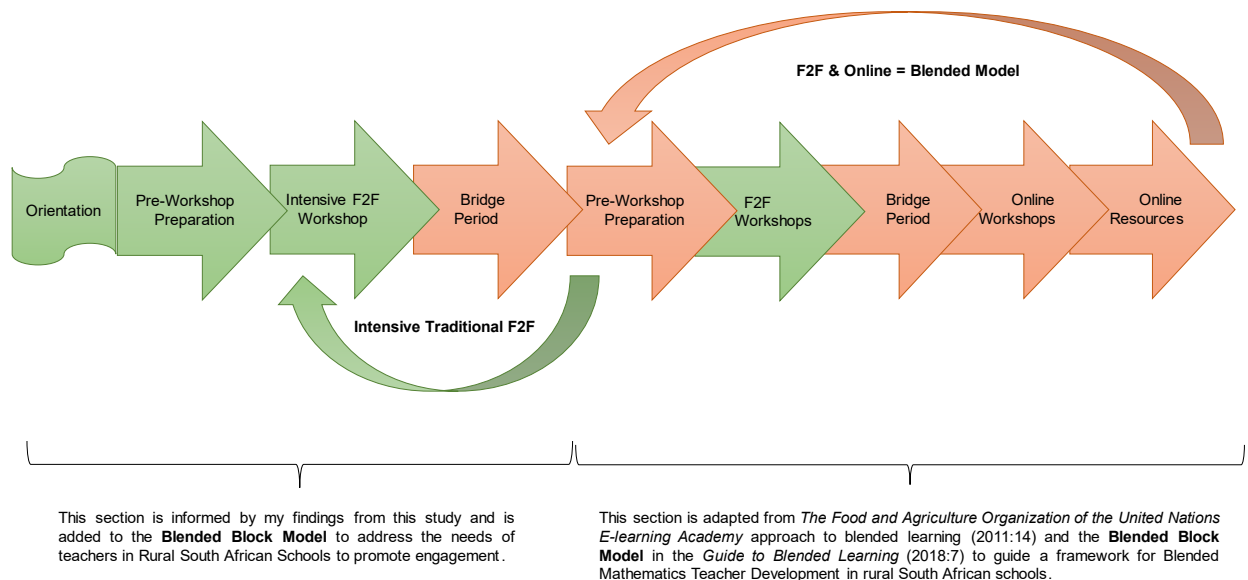 F2F & Online = Blended Model
Orientation
Pre-Workshop
Preparation
Intensive F2F
Workshop
Bridge
Period
Pre-Workshop
Preparation
F2F
Workshops
Bridge
Period
Online
Workshops
Online
Resources
Intensive Traditional F2F
This section is informed by my findings from this study and is
added to the Blended Block Model to address the needs of
teachers in Rural South African Schools to promote engagement.
This section is adapted from The Food and Agriculture Organization of the United Nations
E-learning Academy approach to blended learning (2011:14) and the Blended Block
Model in the Guide to Blended Learning (2018:7) to guide a framework for Blended
Mathematics Teacher Development in rural South African schools.